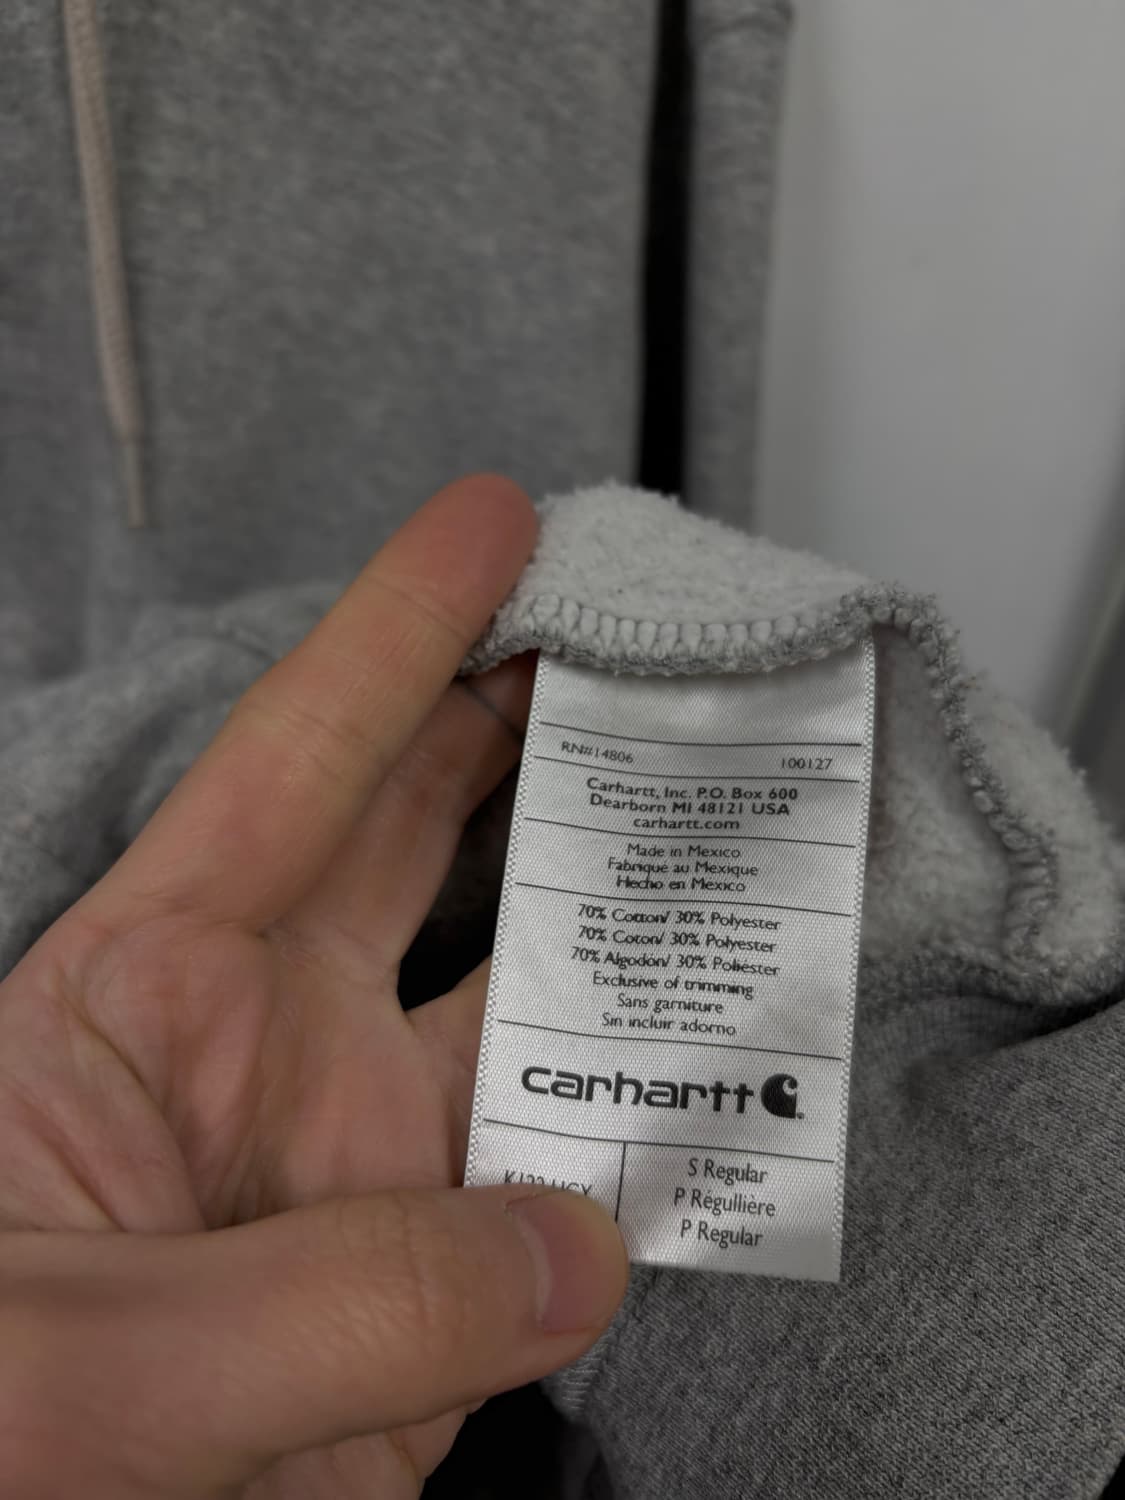 RN#14806 100127
Carhartt, Inc. P.O. Box 600
Dearborn MI 48121 USA
carhartt.com
Made in Mexico
Fabriqué au Mexique
Hecho en Mexico
70% Cotton/ 30% Polyester
70% Coton/ 30% Polyester
70% Algodon/ 30% Poliéster
Exclusive of trimming
Sans garniture
Sin incluir adorno
carhartt
S Regular
P Régullière
P Regular